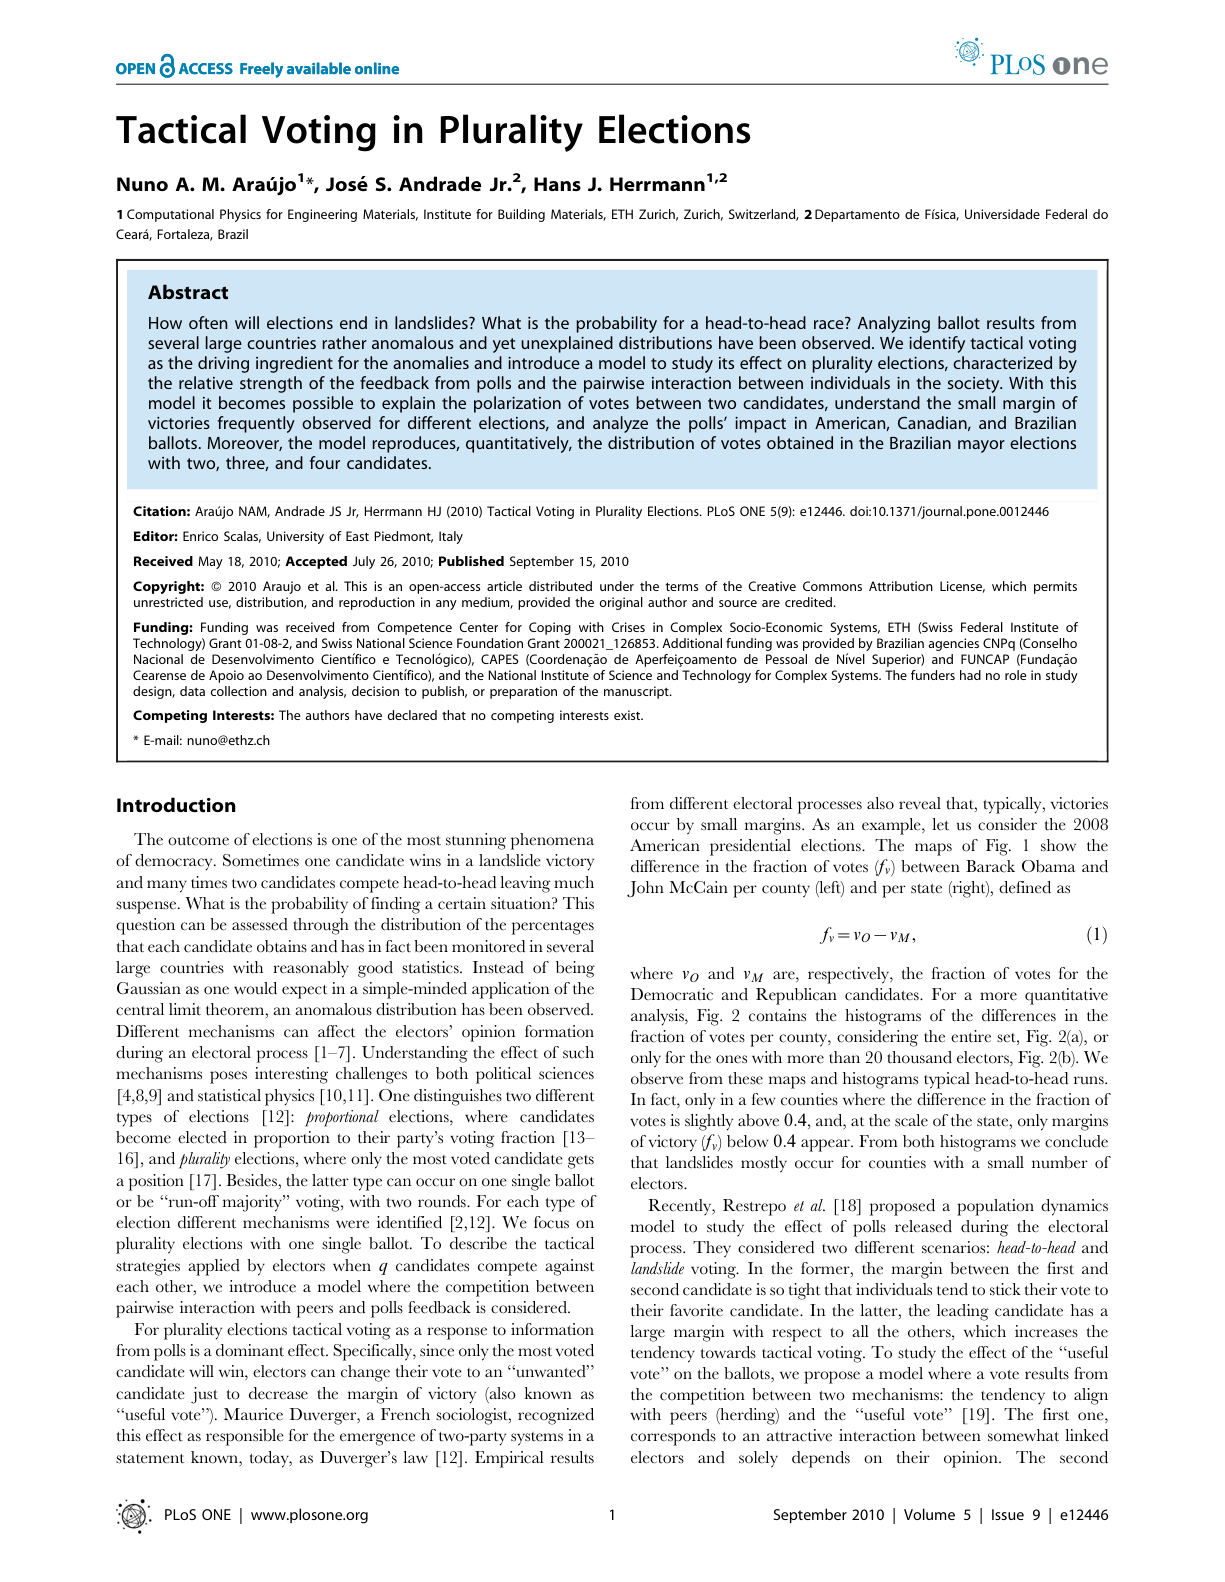 OPEN ACCESS Freely available online
PLoS one
Tactical Voting in Plurality Elections
Nuno A. M. Araújo1*, José S. Andrade Jr.2, Hans J. Herrmann1,2
1 Computational Physics for Engineering Materials, Institute for Building Materials, ETH Zurich, Zurich, Switzerland, 2 Departamento de Física, Universidade Federal do
Ceará, Fortaleza, Brazil
Abstract
How often will elections end in landslides? What is the probability for a head-to-head race? Analyzing ballot results from
several large countries rather anomalous and yet unexplained distributions have been observed. We identify tactical voting
as the driving ingredient for the anomalies and introduce a model to study its effect on plurality elections, characterized by
the relative strength of the feedback from polls and the pairwise interaction between individuals in the society. With this
model it becomes possible to explain the polarization of votes between two candidates, understand the small margin of
victories frequently observed for different elections, and analyze the polls' impact in American, Canadian, and Brazilian
ballots. Moreover, the model reproduces, quantitatively, the distribution of votes obtained in the Brazilian mayor elections
with two, three, and four candidates.
Citation: Araújo NAM, Andrade JS Jr, Herrmann HJ (2010) Tactical Voting in Plurality Elections. PLoS ONE 5(9): e12446. doi:10.1371/journal.pone.0012446
Editor: Enrico Scalas, University of East Piedmont, Italy
Received May 18, 2010; Accepted July 26, 2010; Published September 15, 2010
Copyright: © 2010 Araujo et al. This is an open-access article distributed under the terms of the Creative Commons Attribution License, which permits
unrestricted use, distribution, and reproduction in any medium, provided the original author and source are credited.
Funding: Funding was received from Competence Center for Coping with Crises in Complex Socio-Economic Systems, ETH (Swiss Federal Institute of
Technology) Grant 01-08-2, and Swiss National Science Foundation Grant 200021_126853. Additional funding was provided by Brazilian agencies CNPq (Conselho
Nacional de Desenvolvimento Científico e Tecnológico), CAPES (Coordenação de Aperfeiçoamento de Pessoal de Nível Superior) and FUNCAP (Fundação
Cearense de Apoio ao Desenvolvimento Científico), and the National Institute of Science and Technology for Complex Systems. The funders had no role in study
design, data collection and analysis, decision to publish, or preparation of the manuscript.
Competing Interests: The authors have declared that no competing interests exist.
* E-mail: nuno@ethz.ch
Introduction
The outcome of elections is one of the most stunning phenomena
of democracy. Sometimes one candidate wins in a landslide victory
and many times two candidates compete head-to-head leaving much
suspense. What is the probability of finding a certain situation? This
question can be assessed through the distribution of the percentages
that each candidate obtains and has in fact been monitored in several
large countries with reasonably good statistics. Instead of being
Gaussian as one would expect in a simple-minded application of the
central limit theorem, an anomalous distribution has been observed.
Different mechanisms can affect the electors' opinion formation
during an electoral process [1–7]. Understanding the effect of such
mechanisms poses interesting challenges to both political sciences
[4,8,9] and statistical physics [10,11]. One distinguishes two different
types of elections [12]: proportional elections, where candidates
become elected in proportion to their party's voting fraction [13–
16], and plurality elections, where only the most voted candidate gets
a position [17]. Besides, the latter type can occur on one single ballot
or be "run-off majority" voting, with two rounds. For each type of
election different mechanisms were identified [2,12]. We focus on
plurality elections with one single ballot. To describe the tactical
strategies applied by electors when q candidates compete against
each other, we introduce a model where the competition between
pairwise interaction with peers and polls feedback is considered.
For plurality elections tactical voting as a response to information
from polls is a dominant effect. Specifically, since only the most voted
candidate will win, electors can change their vote to an "unwanted"
candidate just to decrease the margin of victory (also known as
"useful vote"). Maurice Duverger, a French sociologist, recognized
this effect as responsible for the emergence of two-party systems in a
statement known, today, as Duverger's law [12]. Empirical results
from different electoral processes also reveal that, typically, victories
occur by small margins. As an example, let us consider the 2008
American presidential elections. The maps of Fig. 1 show the
difference in the fraction of votes (fv) between Barack Obama and
John McCain per county (left) and per state (right), defined as
fv = vO − vM, (1)
where vO and vM are, respectively, the fraction of votes for the
Democratic and Republican candidates. For a more quantitative
analysis, Fig. 2 contains the histograms of the differences in the
fraction of votes per county, considering the entire set, Fig. 2(a), or
only for the ones with more than 20 thousand electors, Fig. 2(b). We
observe from these maps and histograms typical head-to-head runs.
In fact, only in a few counties where the difference in the fraction of
votes is slightly above 0.4, and, at the scale of the state, only margins
of victory (fv) below 0.4 appear. From both histograms we conclude
that landslides mostly occur for counties with a small number of
electors.
Recently, Restrepo et al. [18] proposed a population dynamics
model to study the effect of polls released during the electoral
process. They considered two different scenarios: head-to-head and
landslide voting. In the former, the margin between the first and
second candidate is so tight that individuals tend to stick their vote to
their favorite candidate. In the latter, the leading candidate has a
large margin with respect to all the others, which increases the
tendency towards tactical voting. To study the effect of the "useful
vote" on the ballots, we propose a model where a vote results from
the competition between two mechanisms: the tendency to align
with peers (herding) and the "useful vote" [19]. The first one,
corresponds to an attractive interaction between somewhat linked
electors and solely depends on their opinion. The second
PLoS ONE | www.plosone.org
1
September 2010 | Volume 5 | Issue 9 | e12446